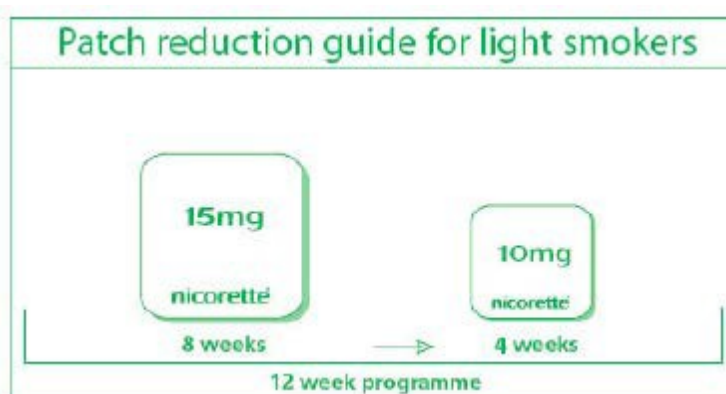 Patch reduction guide for light smokers
15mg
nicorette
8 weeks
10mg
nicorette
4 weeks
12 week programme